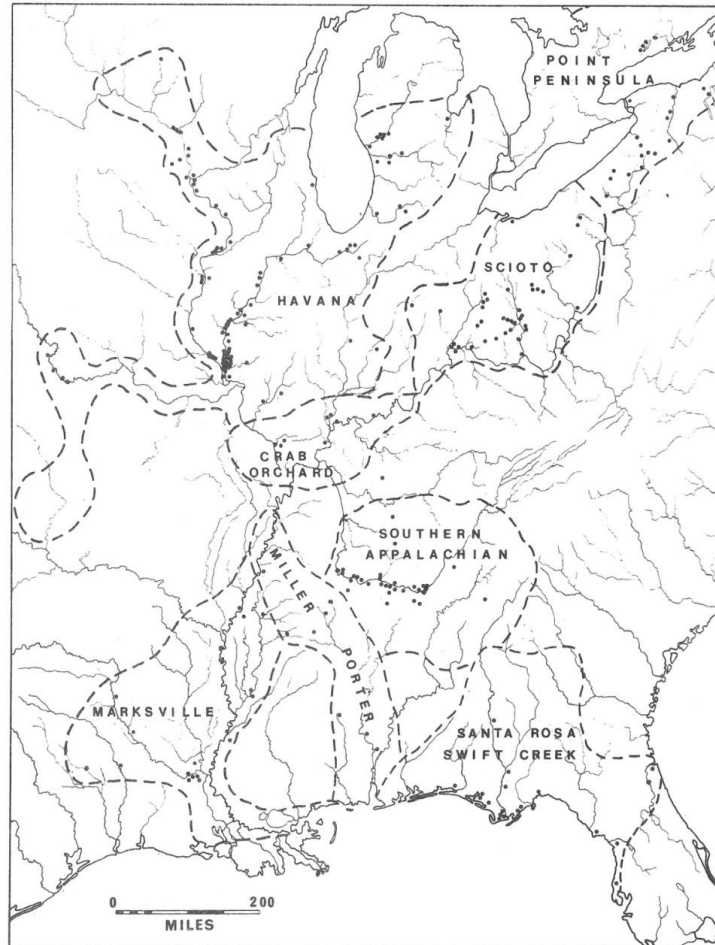 POINT
PENINSULA
SCIOTO
HAVANA
CRAB
ORCHARD
SOUTHERN
APPALACHIAN
MILLER
PORTER
MARKSVILLE
SANTA ROSA
SWIFT CREEK
0 200
MILES